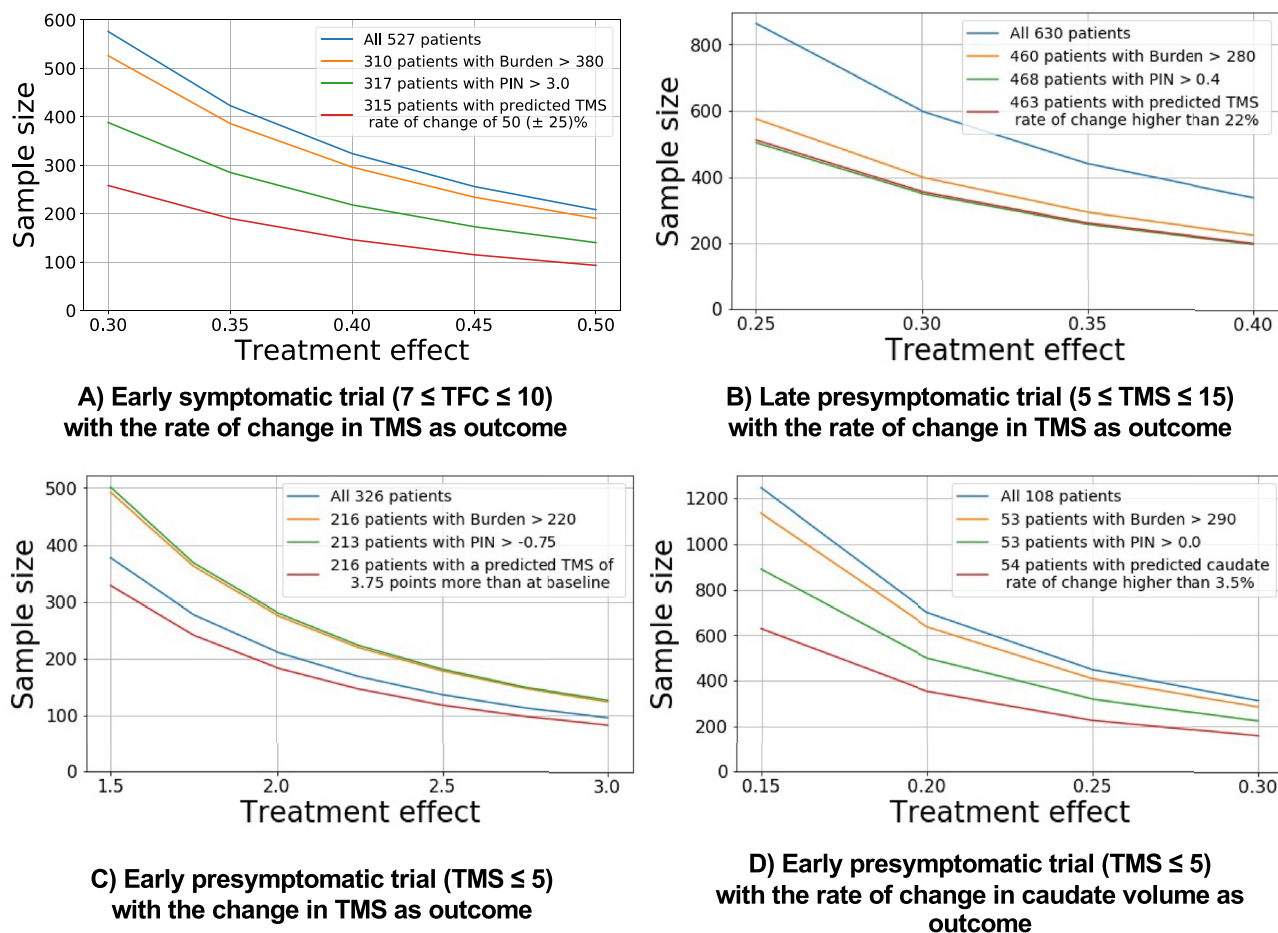 600
500
400
300
200
100
0
Sample size
All 527 patients
310 patients with Burden > 380
317 patients with PIN > 3.0
315 patients with predicted TMS
rate of change of 50 (± 25)%
0.30 0.35 0.40 0.45 0.50
Treatment effect
A) Early symptomatic trial (7 ≤ TFC ≤ 10)
with the rate of change in TMS as outcome
800
600
400
200
0
Sample size
All 630 patients
460 patients with Burden > 280
468 patients with PIN > 0.4
463 patients with predicted TMS
rate of change higher than 22%
0.25 0.30 0.35 0.40
Treatment effect
B) Late presymptomatic trial (5 ≤ TMS ≤ 15)
with the rate of change in TMS as outcome
500
400
300
200
100
0
Sample size
All 326 patients
216 patients with Burden > 220
213 patients with PIN > -0.75
216 patients with a predicted TMS of
3.75 points more than at baseline
1.5 2.0 2.5 3.0
Treatment effect
C) Early presymptomatic trial (TMS ≤ 5)
with the change in TMS as outcome
1200
1000
800
600
400
200
0
Sample size
All 108 patients
53 patients with Burden > 290
53 patients with PIN > 0.0
54 patients with predicted caudate
rate of change higher than 3.5%
0.15 0.20 0.25 0.30
Treatment effect
D) Early presymptomatic trial (TMS ≤ 5)
with the rate of change in caudate volume as
outcome